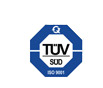 Q
TÜV
SÜD
ISO 9001